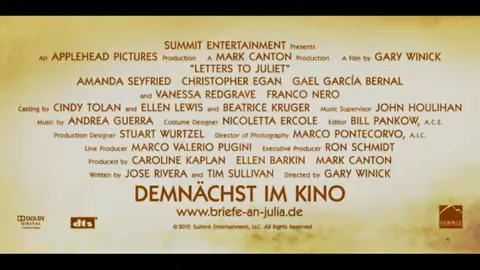 SUMMIT ENTERTAINMENT Presents
An APPLEHEAD PICTURES Production A MARK CANTON Production A Film by GARY WINICK
"LETTERS TO JULIET"
AMANDA SEYFRIED CHRISTOPHER EGAN GAEL GARCÍA BERNAL
and VANESSA REDGRAVE FRANCO NERO
Casting by CINDY TOLAN and ELLEN LEWIS and BEATRICE KRUGER Music Supervisor JOHN HOULIHAN
Music by ANDREA GUERRA Costume Designer NICOLETTA ERCOLE Editor BILL PANKOW, A.C.E.
Production Designer STUART WURTZEL Director of Photography MARCO PONTECORVO, A.I.C.
Line Producer MARCO VALERIO PUGINI Executive Producer RON SCHMIDT
Produced by CAROLINE KAPLAN ELLEN BARKIN MARK CANTON
Written by JOSE RIVERA and TIM SULLIVAN Directed by GARY WINICK
DEMNÄCHST IM KINO
www.briefe-an-julia.de
© 2010 Summit Entertainment, LLC. All Rights Reserved
DOLBY
DIGITAL
dts
SUMMIT